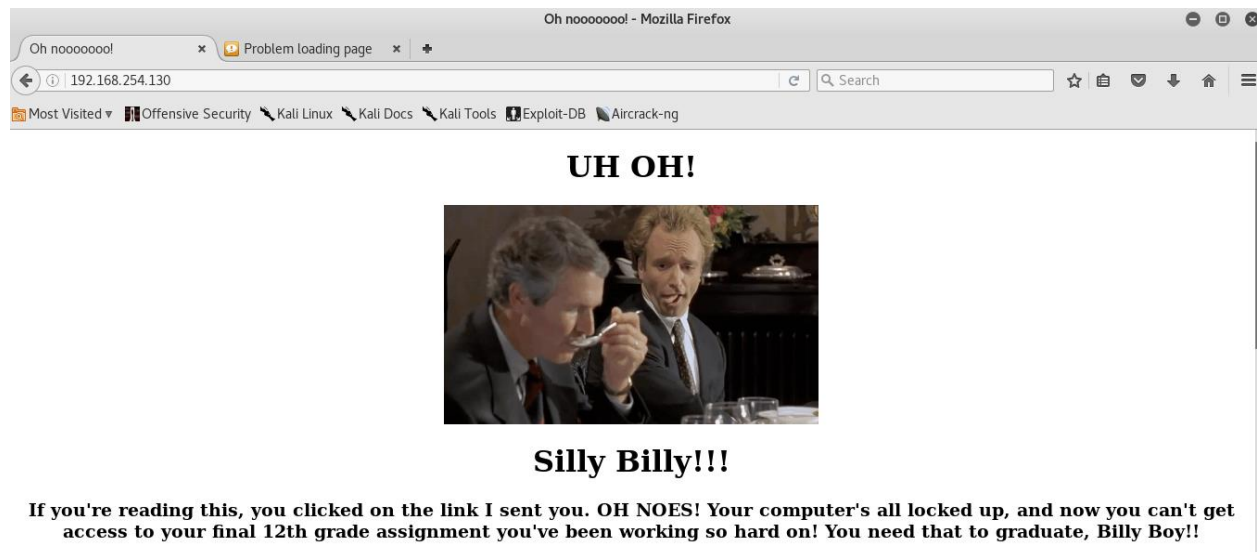 Oh nooooooo! - Mozilla Firefox
Oh nooooooo!
Problem loading page
192.168.254.130
Search
Most Visited
Offensive Security
Kali Linux
Kali Docs
Kali Tools
Exploit-DB
Aircrack-ng
UH OH!
Silly Billy!!!
If you're reading this, you clicked on the link I sent you. OH NOES! Your computer's all locked up, and now you can't get
access to your final 12th grade assignment you've been working so hard on! You need that to graduate, Billy Boy!!